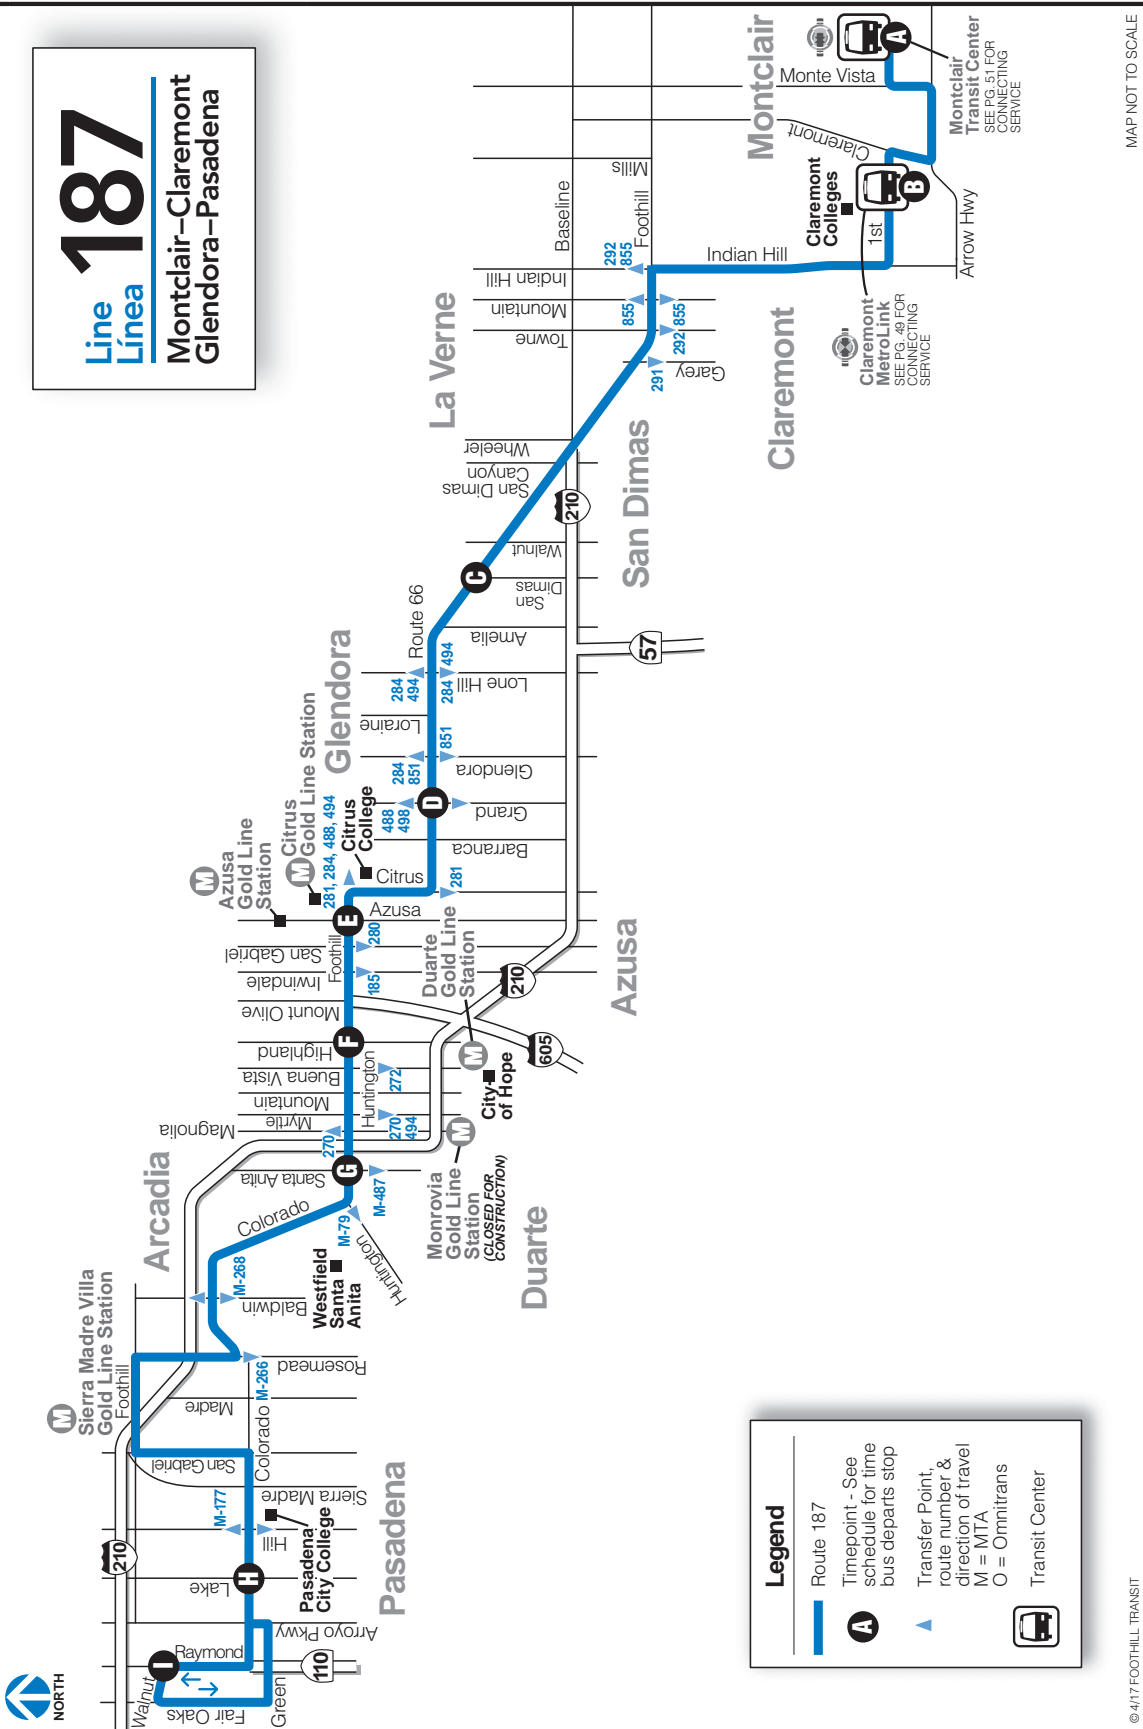 Line
Línea
187
Montclair–Claremont
Glendora–Pasadena
NORTH
Walnut
Raymond
Fair Oaks
Green
110
Arroyo Pkwy
I
210
Lake
H
Pasadena
City College
Hill
M-177
Sierra Madre
San Gabriel
Colorado
Pasadena
Sierra Madre Villa
Gold Line Station
M
Foothill
Madre
M-266
Rosemead
Baldwin
M-268
Westfield
Santa
Anita
Arcadia
Colorado
M-79
Huntington
M-487
Santa Anita
G
Magnolia
270
Myrtle
270
494
Mountain
Huntington
Buena Vista
272
Highland
F
Monrovia
Gold Line
Station
(CLOSED FOR
CONSTRUCTION)
M
Duarte
City
of Hope
M
Duarte
Gold Line
Station
605
210
Mount Olive
Irwindale
185
Foothill
San Gabriel
280
E
Azusa
Azusa
Azusa
Gold Line
Station
M
Citrus
Gold Line Station
M
281, 284, 488, 494
Citrus
College
Citrus
281
Barranca
Grand
488
498
D
Glendora
284
851
851
Loraine
Glendora
Lone Hill
284
494
284
494
Route 66
Amelia
57
San
Dimas
C
Walnut
210
San Dimas
San Dimas
Canyon
Wheeler
La Verne
Garey
291
Towne
292
Mountain
855
855
Indian Hill
292
855
Baseline
Foothill
Mills
Claremont
Indian Hill
Claremont
Colleges
1st
B
Claremont
MetroLink
SEE PG. 49 FOR
CONNECTING
SERVICE
Arrow Hwy
Claremont
Monte Vista
Montclair
A
Montclair
Transit Center
SEE PG. 51 FOR
CONNECTING
SERVICE
MAP NOT TO SCALE
Legend
Route 187
A
Timepoint - See
schedule for time
bus departs stop
Transfer Point,
route number &
direction of travel
M = MTA
O = Omnitrans
Transit Center
© 4/17 FOOTHILL TRANSIT